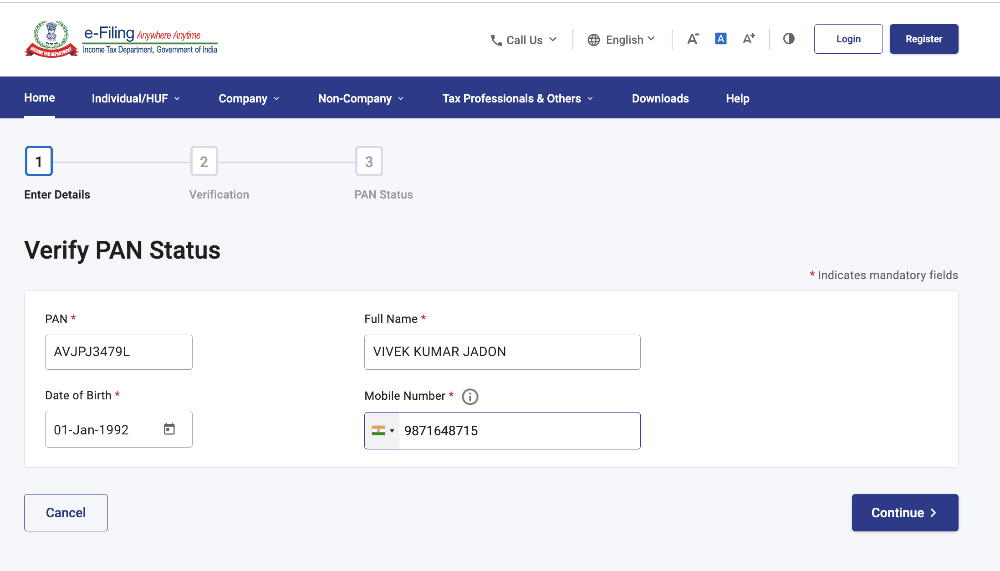 e-Filing Anywhere Anytime
Income Tax Department, Government of India
INCOME TAX DEPARTMENT
Call Us
English
A-
A
A+
Login
Register
Home
Individual/HUF
Company
Non-Company
Tax Professionals & Others
Downloads
Help
1
2
3
Enter Details
Verification
PAN Status
Verify PAN Status
* Indicates mandatory fields
PAN *
Full Name *
AVJPJ3479L
VIVEK KUMAR JADON
Date of Birth *
Mobile Number *
01-Jan-1992
9871648715
Cancel
Continue